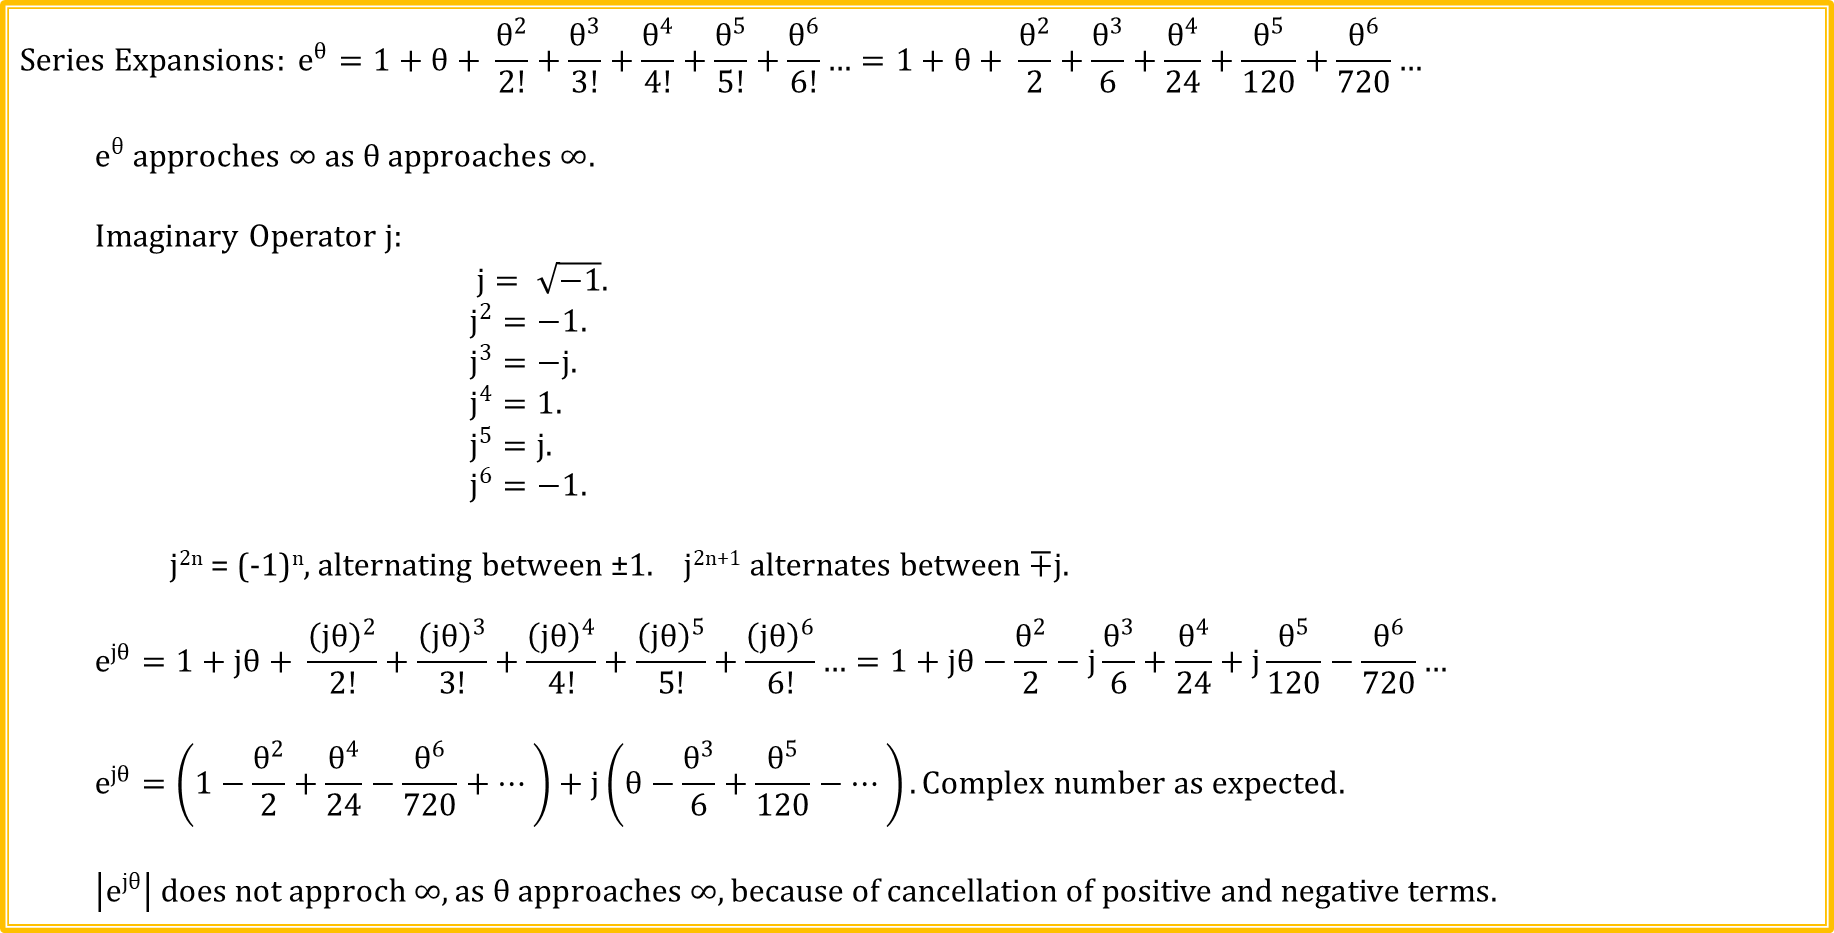 Series Expansions: e^θ = 1 + θ + θ²/2! + θ³/3! + θ⁴/4! + θ⁵/5! + θ⁶/6! … = 1 + θ + θ²/2 + θ³/6 + θ⁴/24 + θ⁵/120 + θ⁶/720 …
e^θ approches ∞ as θ approaches ∞.
Imaginary Operator j:
j = √−1.
j² = −1.
j³ = −j.
j⁴ = 1.
j⁵ = j.
j⁶ = −1.
j²ⁿ = (-1)ⁿ, alternating between ±1. j²ⁿ⁺¹ alternates between ∓j.
e^jθ = 1 + jθ + (jθ)²/2! + (jθ)³/3! + (jθ)⁴/4! + (jθ)⁵/5! + (jθ)⁶/6! … = 1 + jθ − θ²/2 − j θ³/6 + θ⁴/24 + j θ⁵/120 − θ⁶/720 …
e^jθ = (1 − θ²/2 + θ⁴/24 − θ⁶/720 + ⋯ ) + j (θ − θ³/6 + θ⁵/120 − ⋯ ). Complex number as expected.
|e^jθ| does not approch ∞, as θ approaches ∞, because of cancellation of positive and negative terms.